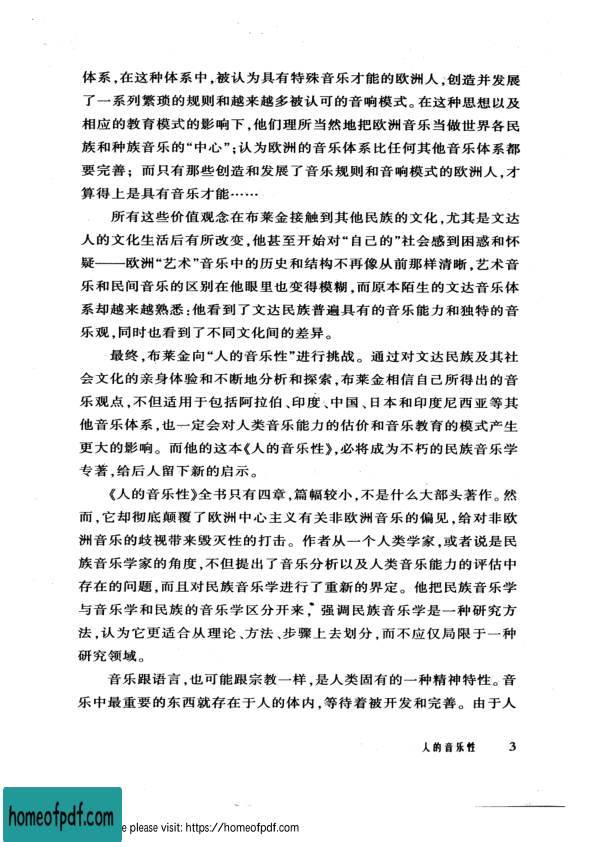 体系,在这种体系中,被认为具有特殊音乐才能的欧洲人,创造并发展
了一系列繁琐的规则和越来越多被认可的音响模式。在这种思想以及
相应的教育模式的影响下,他们理所当然地把欧洲音乐当做世界各民
族和种族音乐的“中心”;认为欧洲的音乐体系比任何其他音乐体系都
要完善;而只有那些创造和发展了音乐规则和音响模式的欧洲人,才
算得上是具有音乐才能……
所有这些价值观念在布莱金接触到其他民族的文化,尤其是文达
人的文化生活后有所改变,他甚至开始对“自己的”社会感到困惑和怀
疑——欧洲“艺术”音乐中的历史和结构不再像从前那样清晰,艺术音
乐和民间音乐的区别在他眼里也变得模糊,而原本陌生的文达音乐体
系却越来越熟悉:他看到了文达民族普遍具有的音乐能力和独特的音
乐观,同时也看到了不同文化间的差异。
最终,布莱金向“人的音乐性”进行挑战。通过对文达民族及其社
会文化的亲身体验和不断地分析和探索,布莱金相信自己所得出的音
乐观点,不但适用于包括阿拉伯、印度、中国、日本和印度尼西亚等其
他音乐体系,也一定会对人类音乐能力的估价和音乐教育的模式产生
更大的影响。而他的这本《人的音乐性》,必将成为不朽的民族音乐学
专著,给后人留下新的启示。
《人的音乐性》全书只有四章,篇幅较小,不是什么大部头著作。然
而,它却彻底颠覆了欧洲中心主义有关非欧洲音乐的偏见,给对非欧
洲音乐的歧视带来毁灭性的打击。作者从一个人类学家,或者说是民
族音乐学家的角度,不但提出了音乐分析以及人类音乐能力的评估中
存在的问题,而且对民族音乐学进行了重新的界定。他把民族音乐学
与音乐学和民族的音乐学区分开来,强调民族音乐学是一种研究方
法,认为它更适合从理论、方法、步骤上去划分,而不应仅局限于一种
研究领域。
音乐跟语言,也可能跟宗教一样,是人类固有的一种精神特性。音
乐中最重要的东西就存在于人的体内,等待着被开发和完善。由于人
人的音乐性 3
homeofpdf.com
e please visit: https://homeofpdf.com